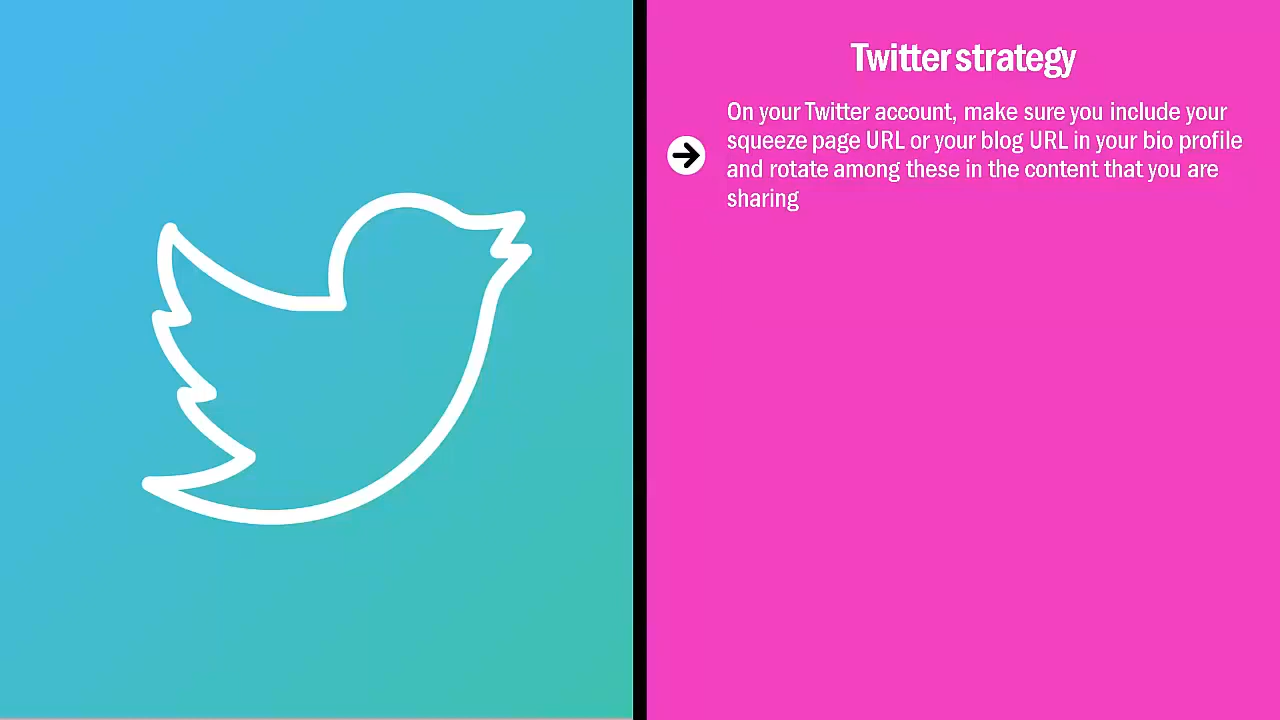 Twitter strategy
On your Twitter account, make sure you include your
squeeze page URL or your blog URL in your bio profile
and rotate among these in the content that you are
sharing